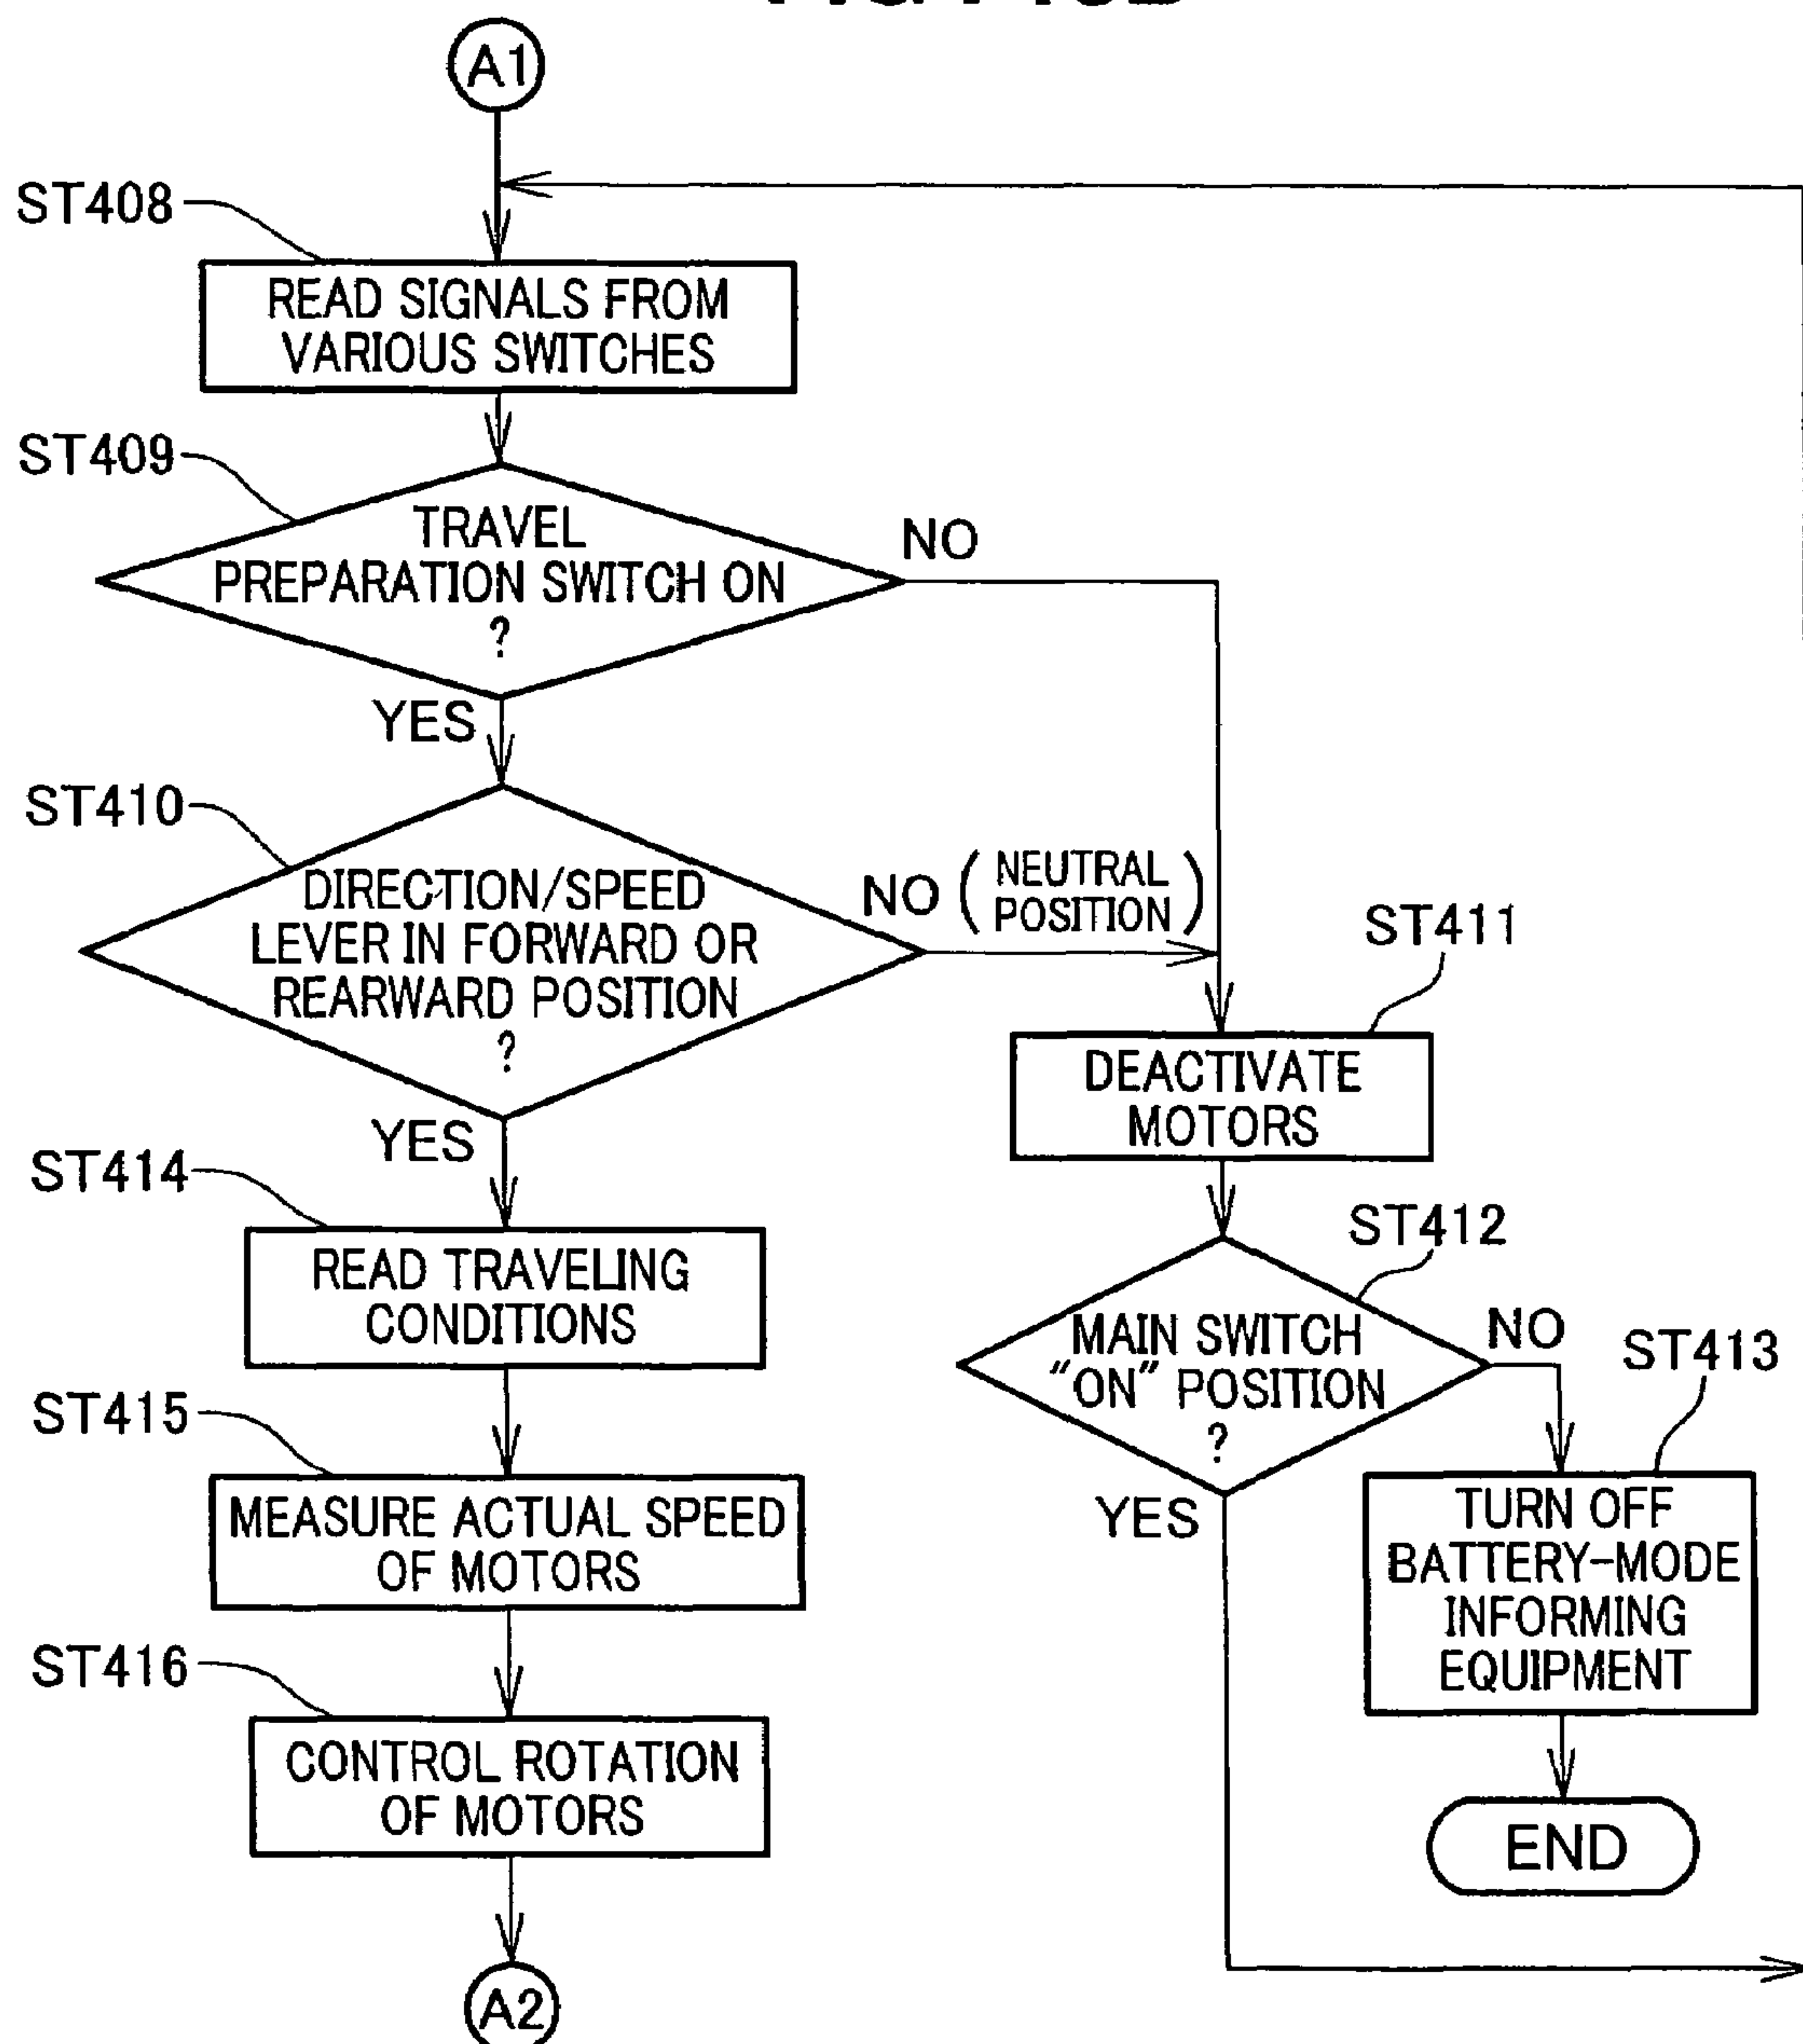 A1
ST408
READ SIGNALS FROM
VARIOUS SWITCHES
ST409
TRAVEL
PREPARATION SWITCH ON
?
NO
YES
ST410
DIRECTION/SPEED
LEVER IN FORWARD OR
REARWARD POSITION
?
NO (NEUTRAL
POSITION)
YES
ST411
DEACTIVATE
MOTORS
ST414
READ TRAVELING
CONDITIONS
ST412
MAIN SWITCH
"ON" POSITION
?
NO
YES
ST413
TURN OFF
BATTERY-MODE
INFORMING
EQUIPMENT
END
ST415
MEASURE ACTUAL SPEED
OF MOTORS
ST416
CONTROL ROTATION
OF MOTORS
A2